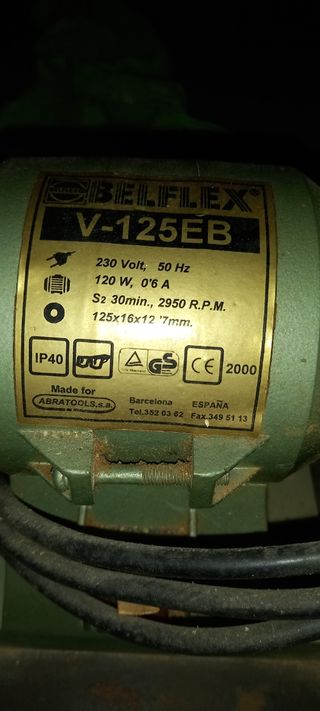 BELFLEX®
V-125EB
230 Volt, 50 Hz
120 W, 0'6 A
S2 30min., 2950 R.P.M.
125x16x12 '7mm.
IP40
GS
CE 2000
Made for
ABRATOOLS,s.a.
Barcelona ESPAÑA
Tel.352 03 62 Fax.349 51 13